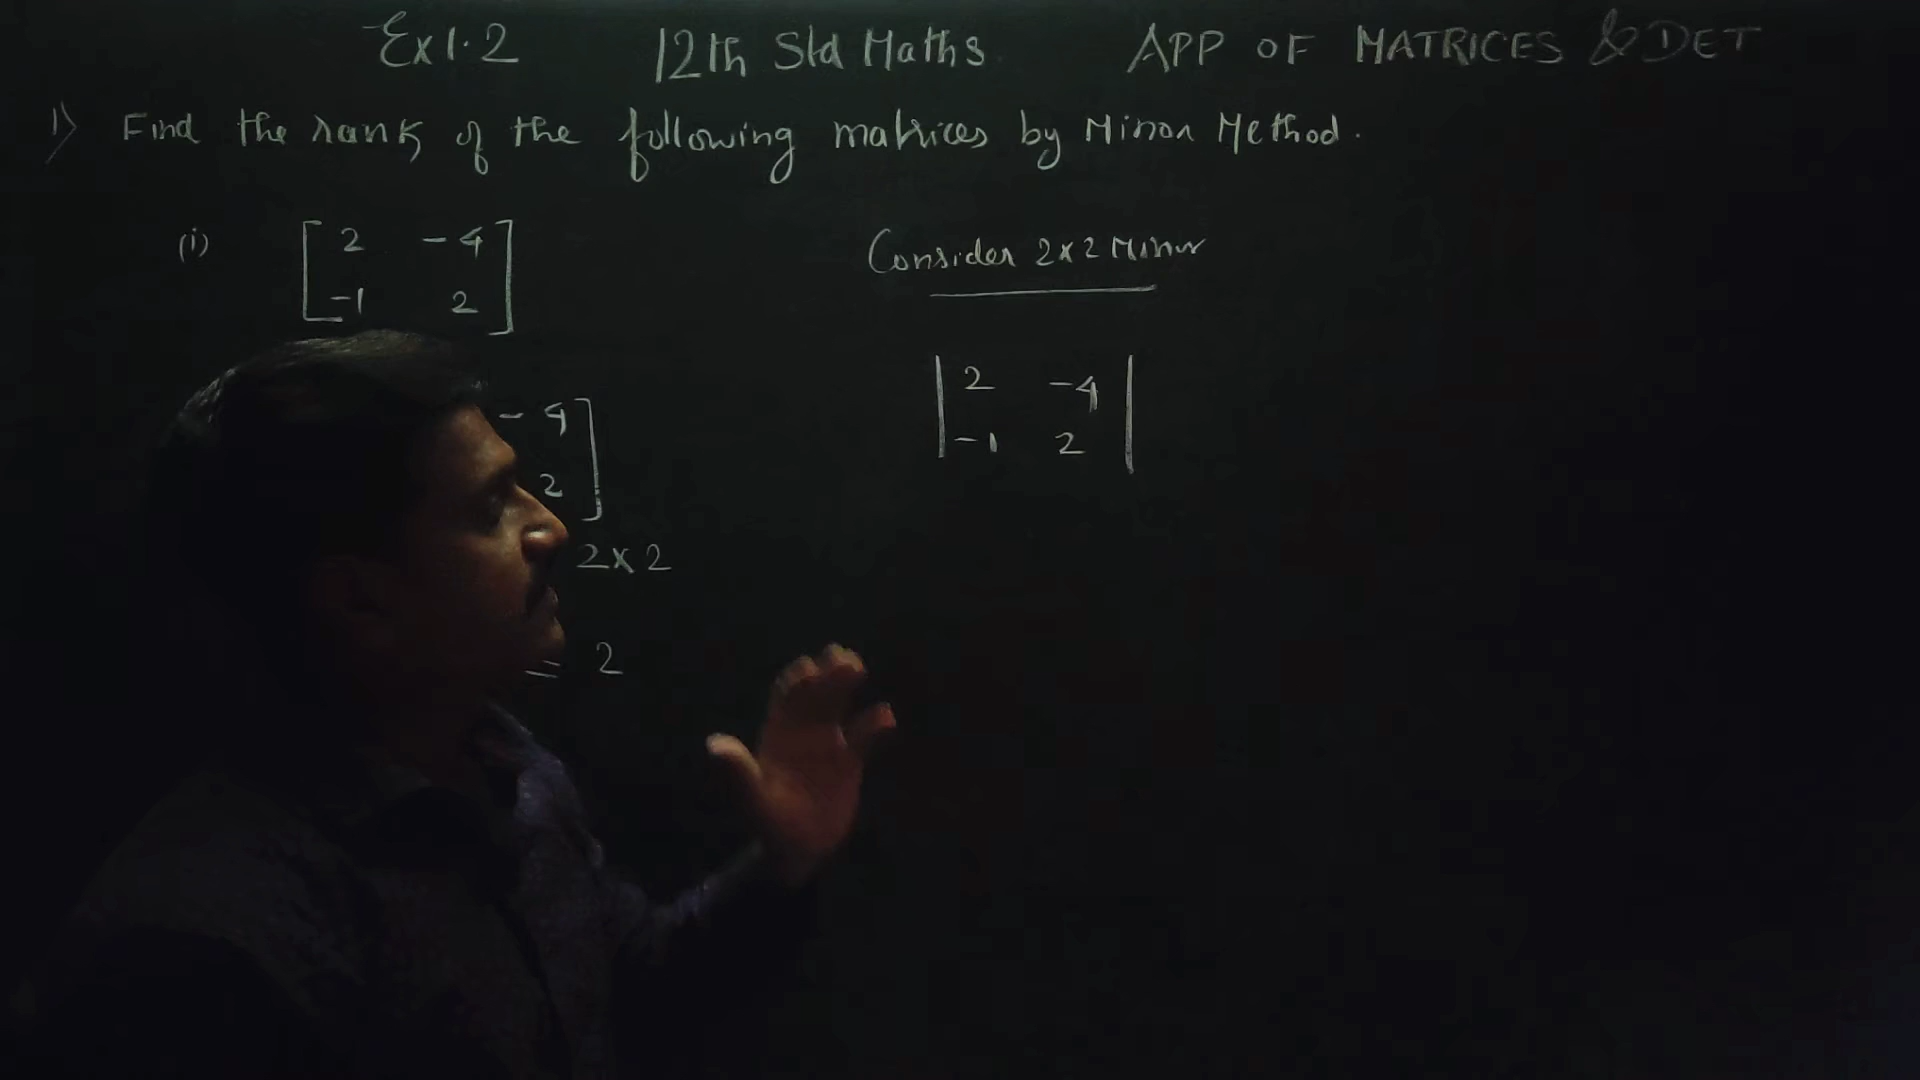 Ex 1.2 12th Std Maths. APP OF MATRICES & DET
1) Find the rank of the following matrices by Minor Method.
(i) [ 2 -4
-1 2 ]
Consider 2x2 Minor
-4 ]
2
2x2
= 2
| 2 -4 |
| -1 2 |